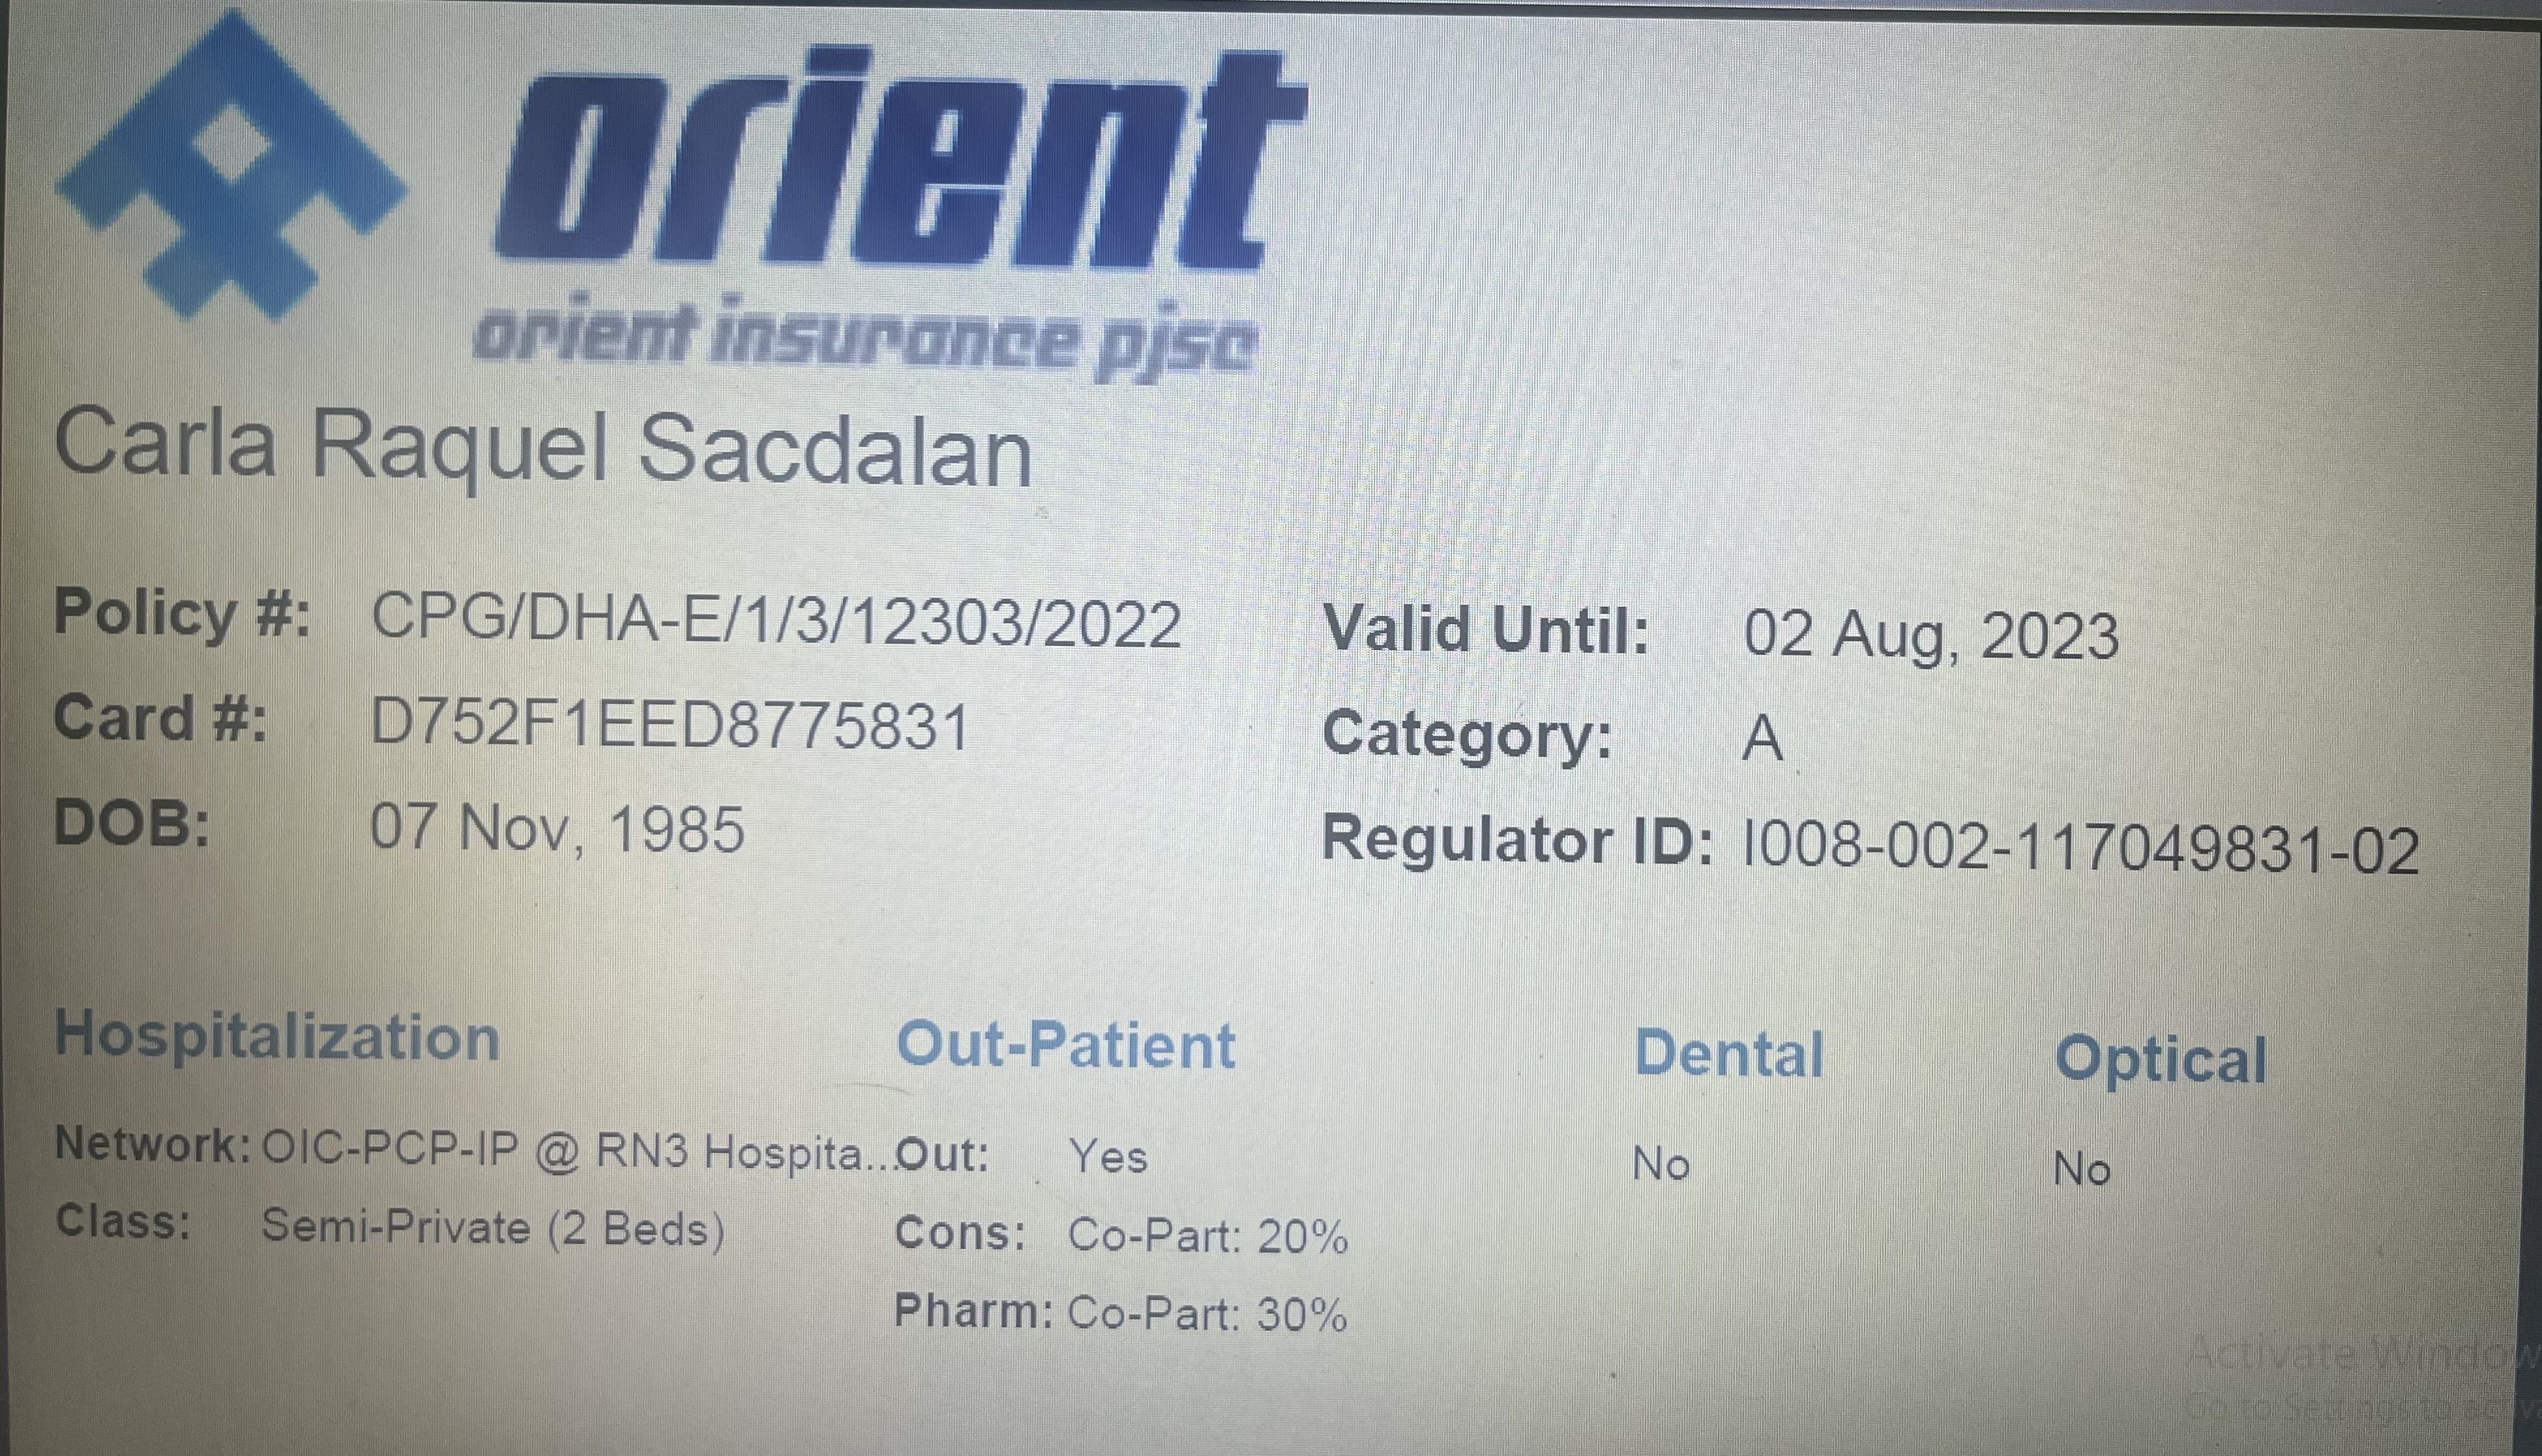 orient
orient insurance pjsc
Carla Raquel Sacdalan
Policy #: CPG/DHA-E/1/3/12303/2022
Valid Until: 02 Aug, 2023
Card #: D752F1EED8775831
Category: A
DOB: 07 Nov, 1985
Regulator ID: I008-002-117049831-02
Hospitalization
Out-Patient
Dental
Optical
Network: OIC-PCP-IP @ RN3 Hospita...
Out: Yes
No
No
Class: Semi-Private (2 Beds)
Cons: Co-Part: 20%
Pharm: Co-Part: 30%
Activate Window
Go to Settings to activ